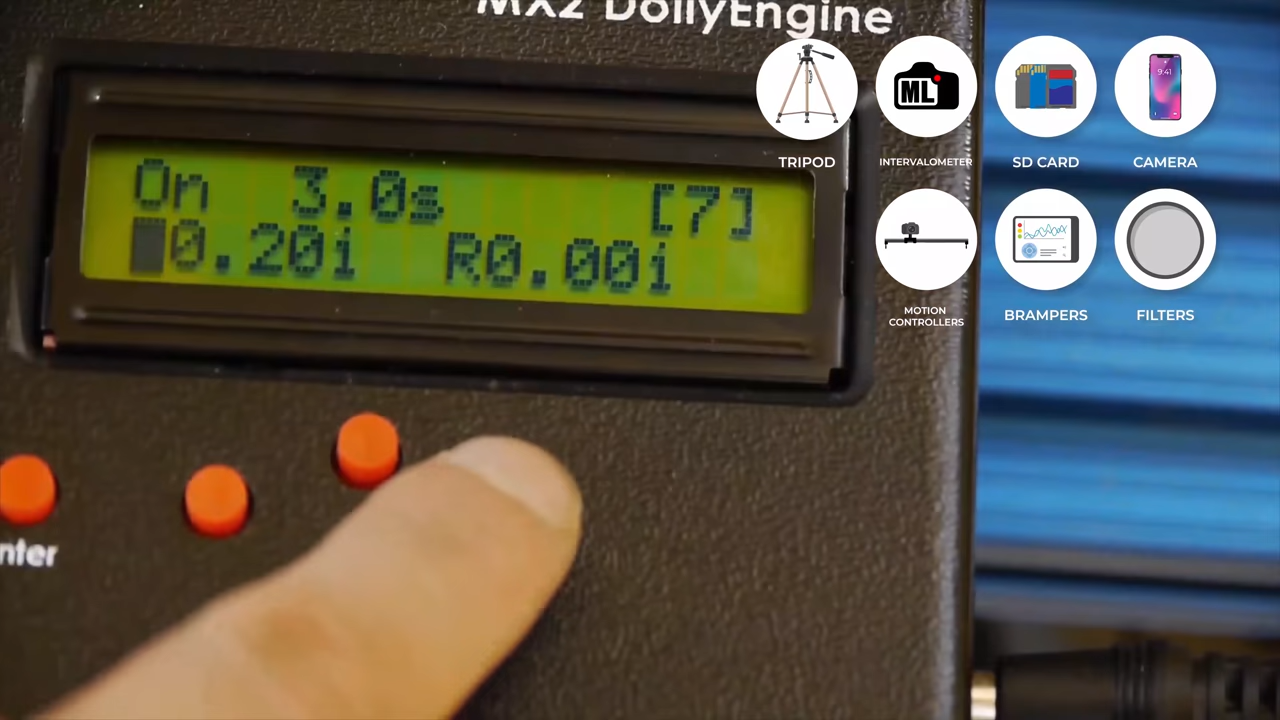 MX2 DollyEngine
On 3.0s [7]
0.20i R0.00i
nter
ML
9:41
TRIPOD
INTERVALOMETER
SD CARD
CAMERA
MOTION
CONTROLLERS
BRAMPERS
FILTERS